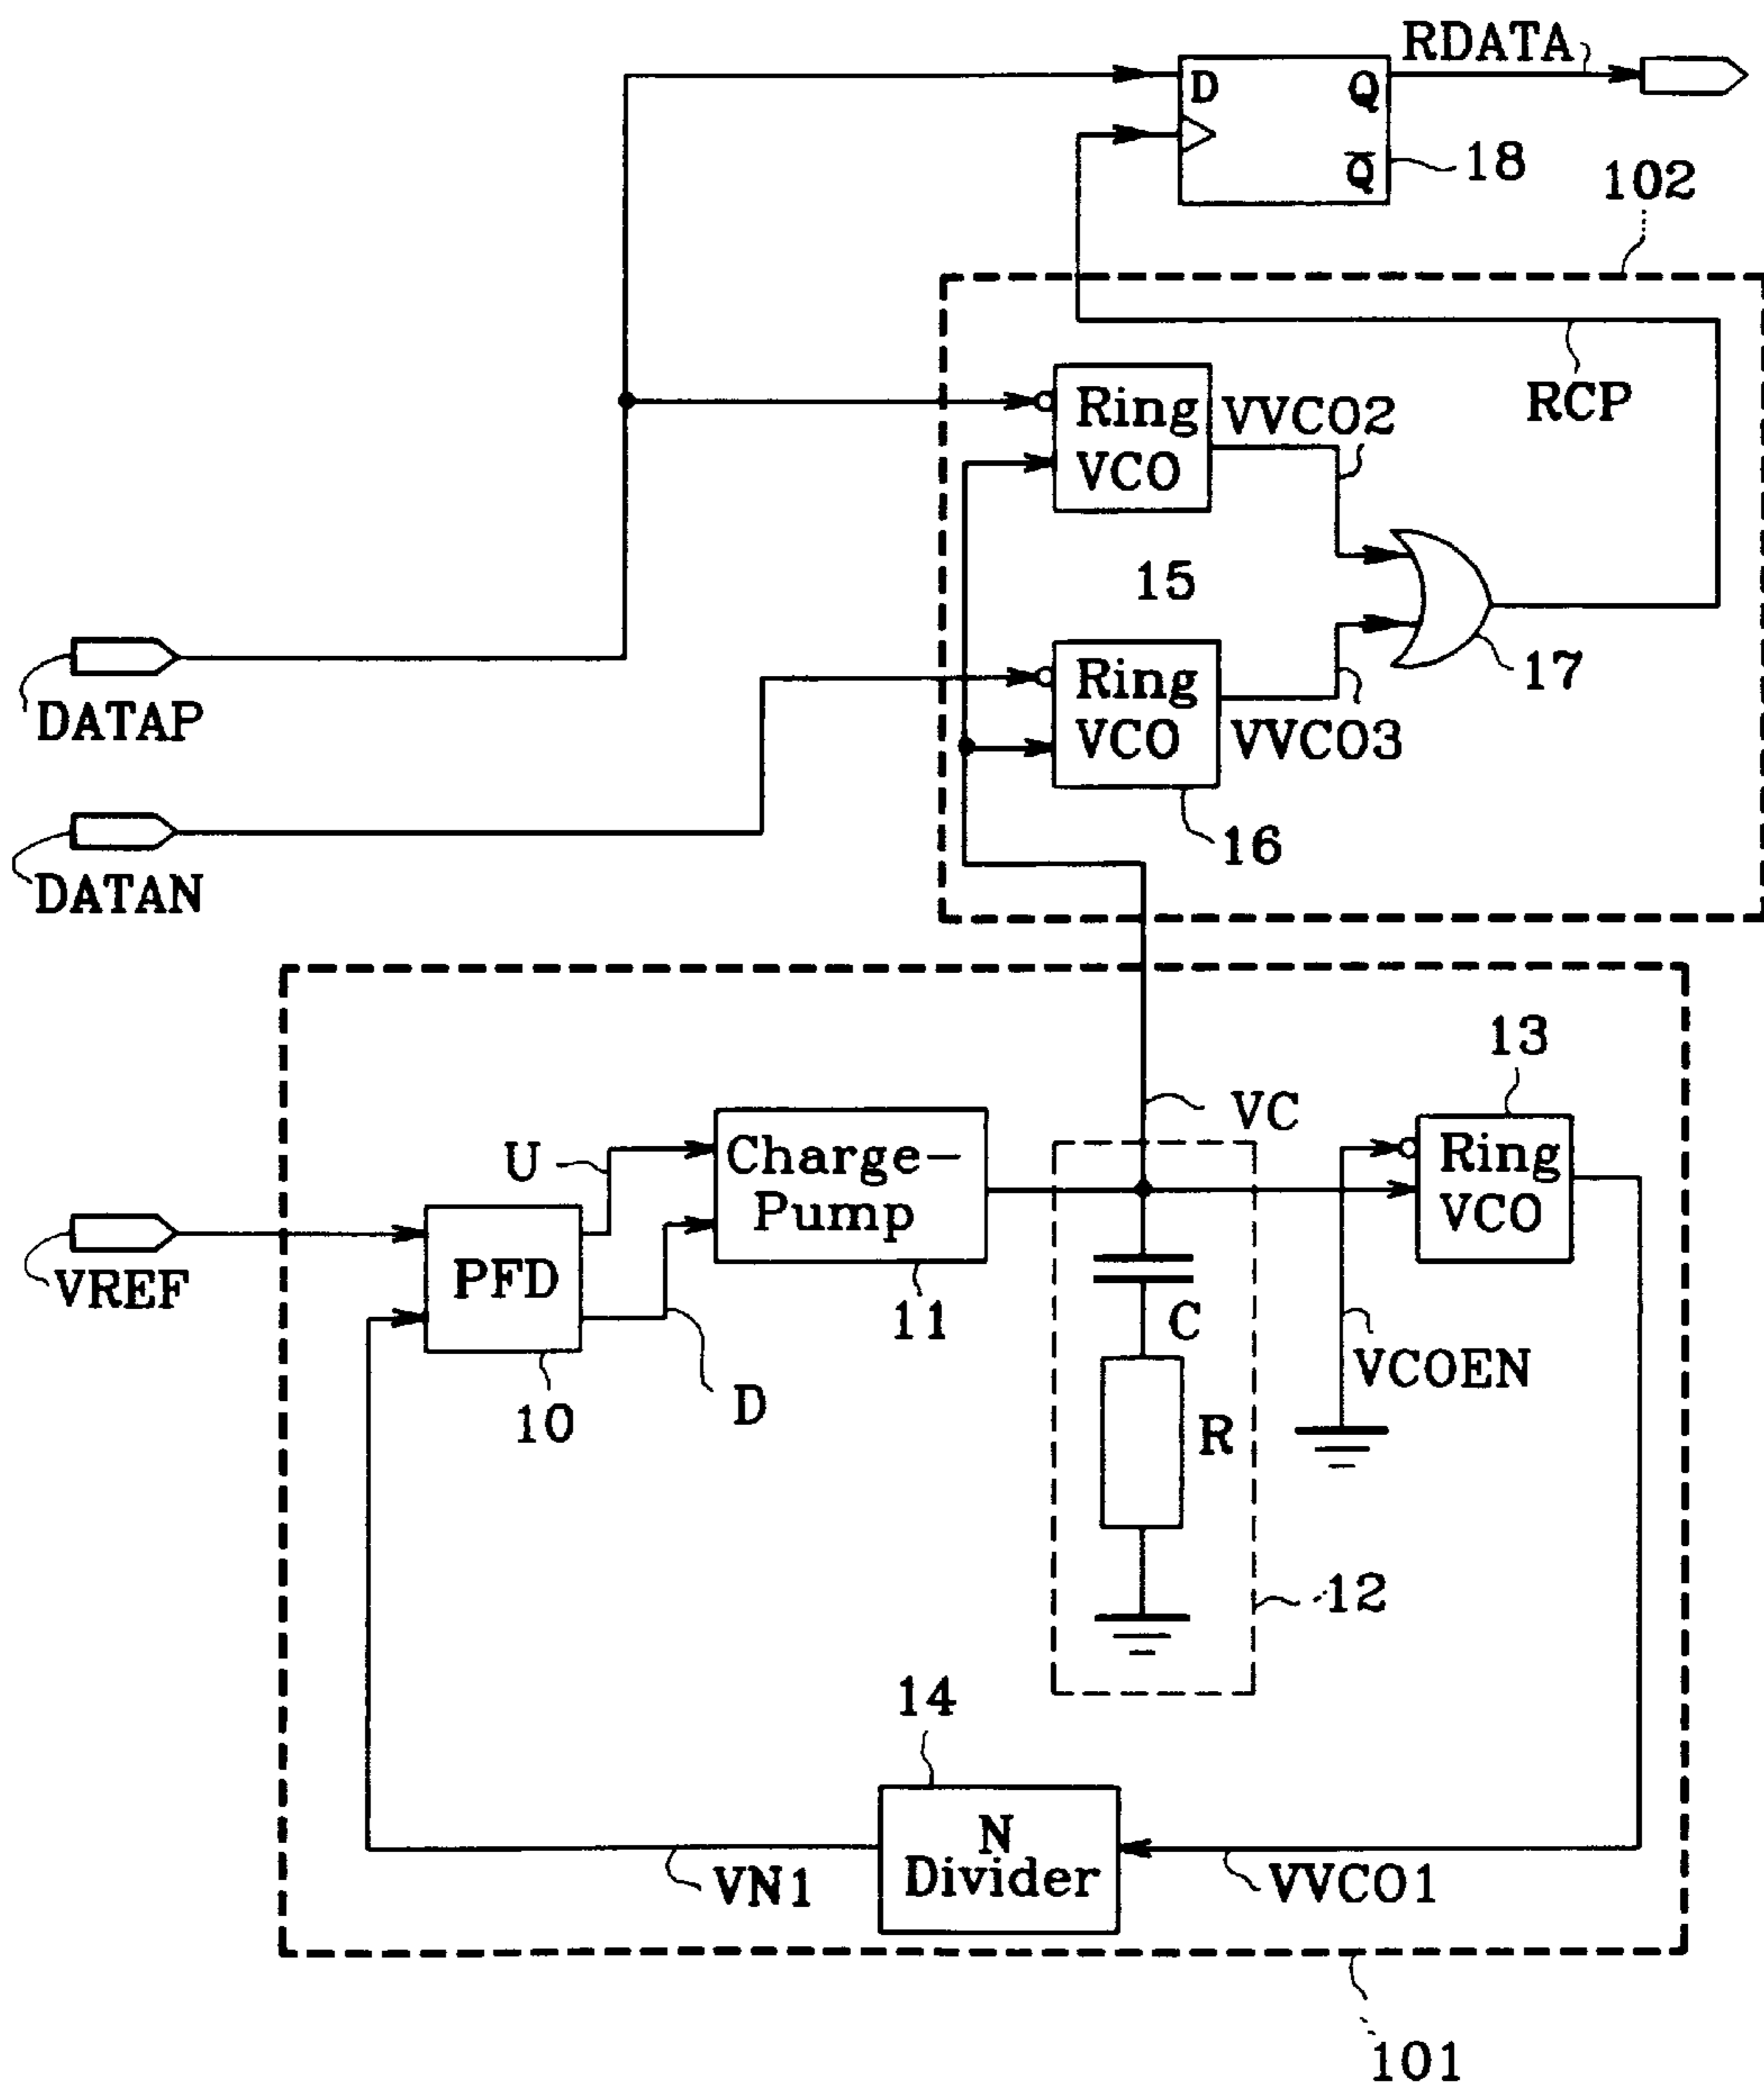 RDATA
D Q
Q̅
18
102
RCP
Ring
VCO
VVCO2
15
17
Ring
VCO
VVCO3
16
DATAP
DATAN
13
VC
U
Charge-
Pump
Ring
VCO
VREF
PFD
11
C
VCOEN
10
D
R
12
14
N
Divider
VN1
VVCO1
101